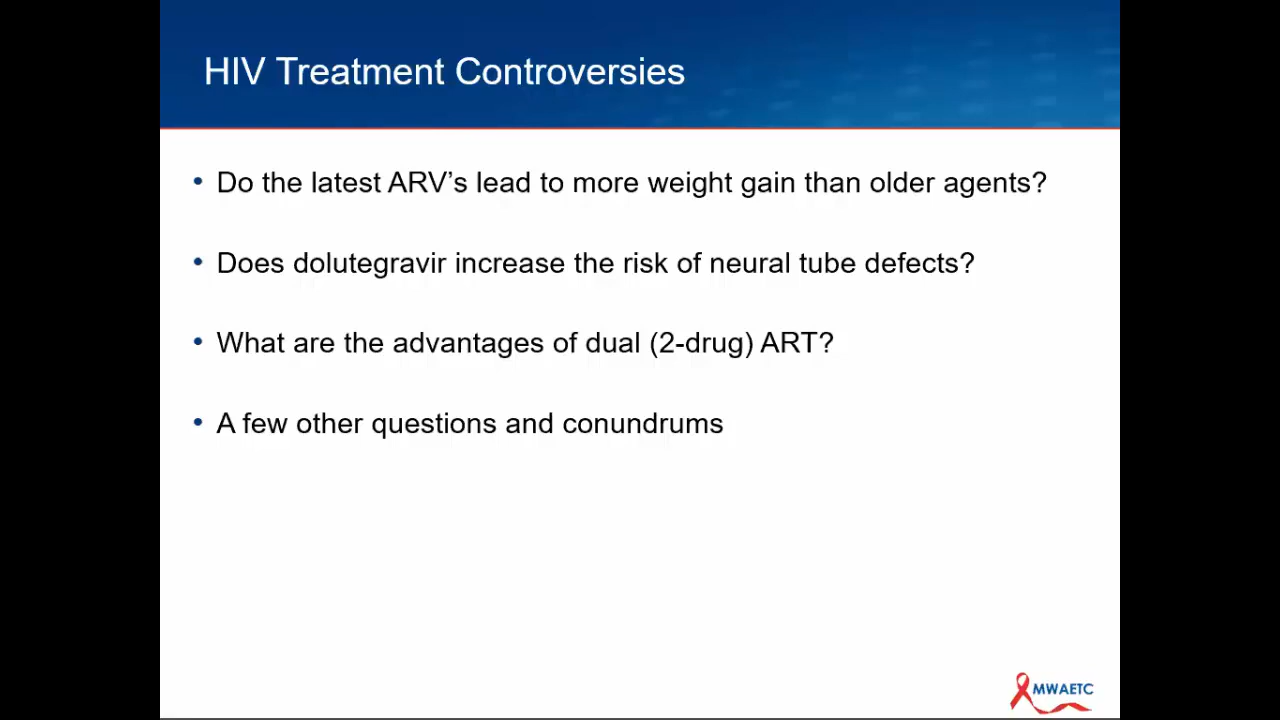 HIV Treatment Controversies
• Do the latest ARV's lead to more weight gain than older agents?
• Does dolutegravir increase the risk of neural tube defects?
• What are the advantages of dual (2-drug) ART?
• A few other questions and conundrums
MWAETC